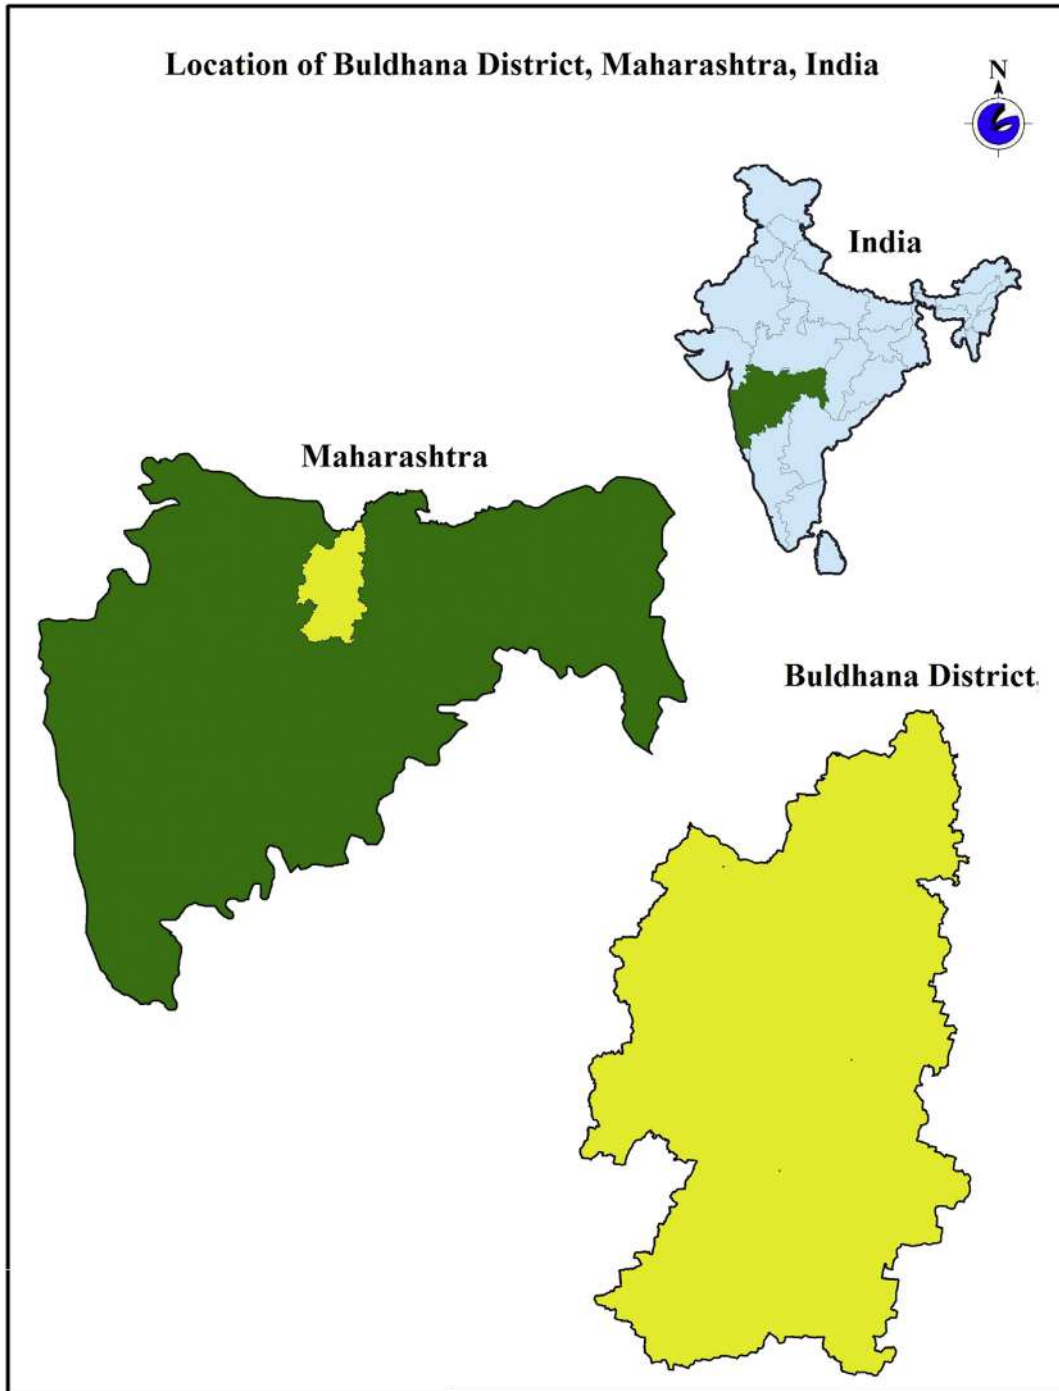 Location of Buldhana District, Maharashtra, India
N
India
Maharashtra
Buldhana District